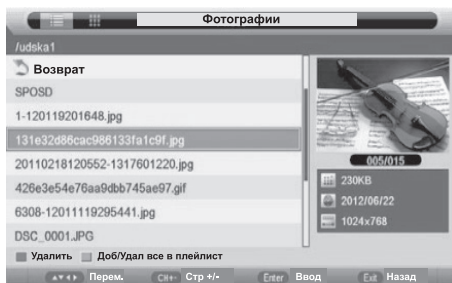 Фотографии
/udska1
Возврат
SPOSD
1-120119201648.jpg
131e32d86cac986133fa1c9f.jpg
20110218120552-1317601220.jpg
426e3e54e76aa9dbb745ae97.gif
6308-12011119295441.jpg
DSC_0001.JPG
005/015
230KB
2012/06/22
1024x768
Удалить Доб/Удал все в плейлист
Перем. CH+- Стр +/- Enter Ввод Exit Назад